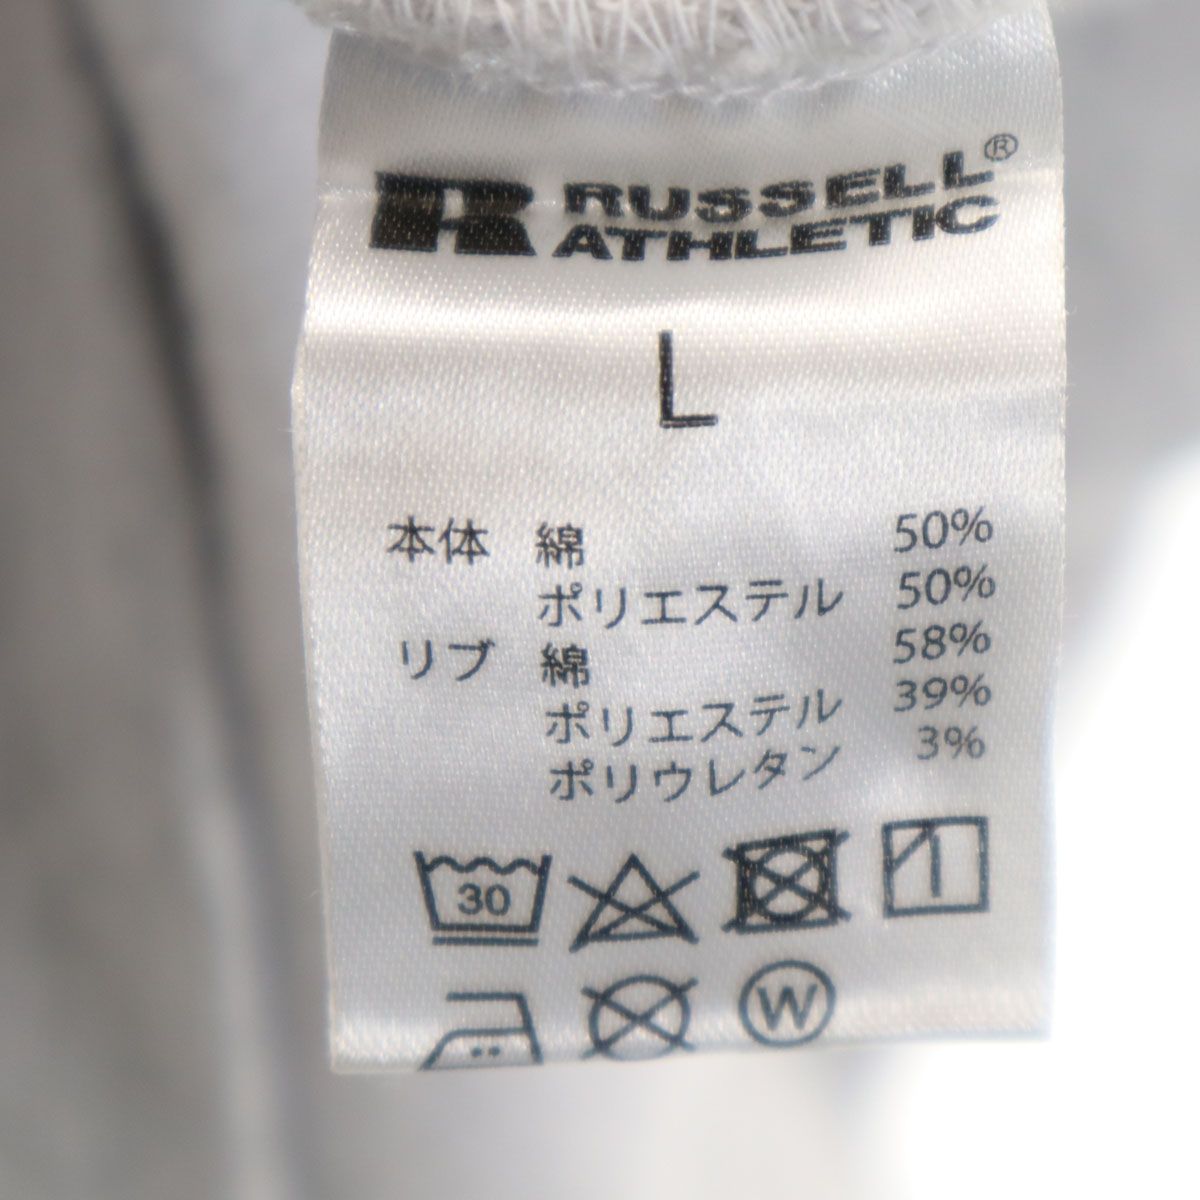 R RUSSELL®
ATHLETIC
L
本体 綿 50%
ポリエステル 50%
リブ 綿 58%
ポリエステル 39%
ポリウレタン 3%
30
W